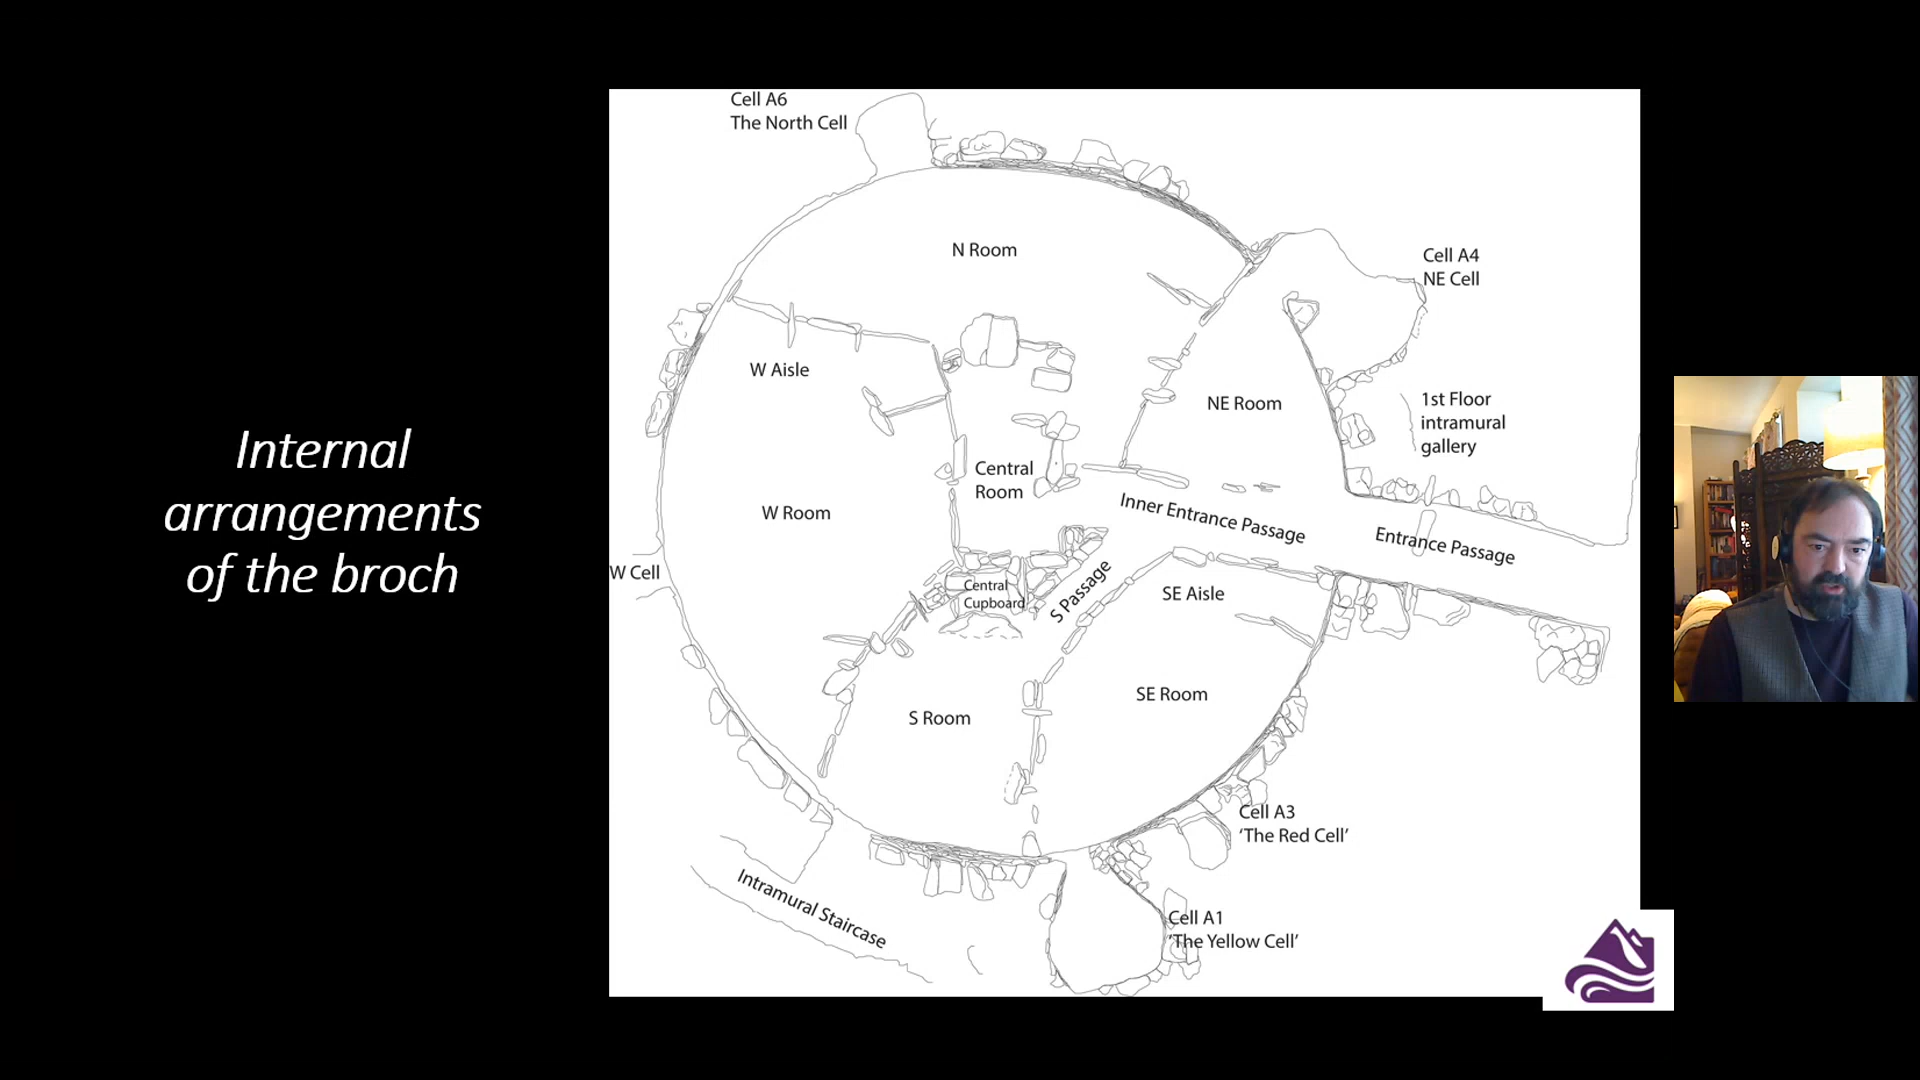 Internal
arrangements
of the broch
Cell A6
The North Cell
N Room
Cell A4
NE Cell
W Aisle
NE Room
1st Floor
intramural
gallery
Central
Room
W Room
Inner Entrance Passage
Entrance Passage
W Cell
Central
Cupboard
S Passage
SE Aisle
SE Room
S Room
Cell A3
‘The Red Cell’
Intramural Staircase
Cell A1
‘The Yellow Cell’